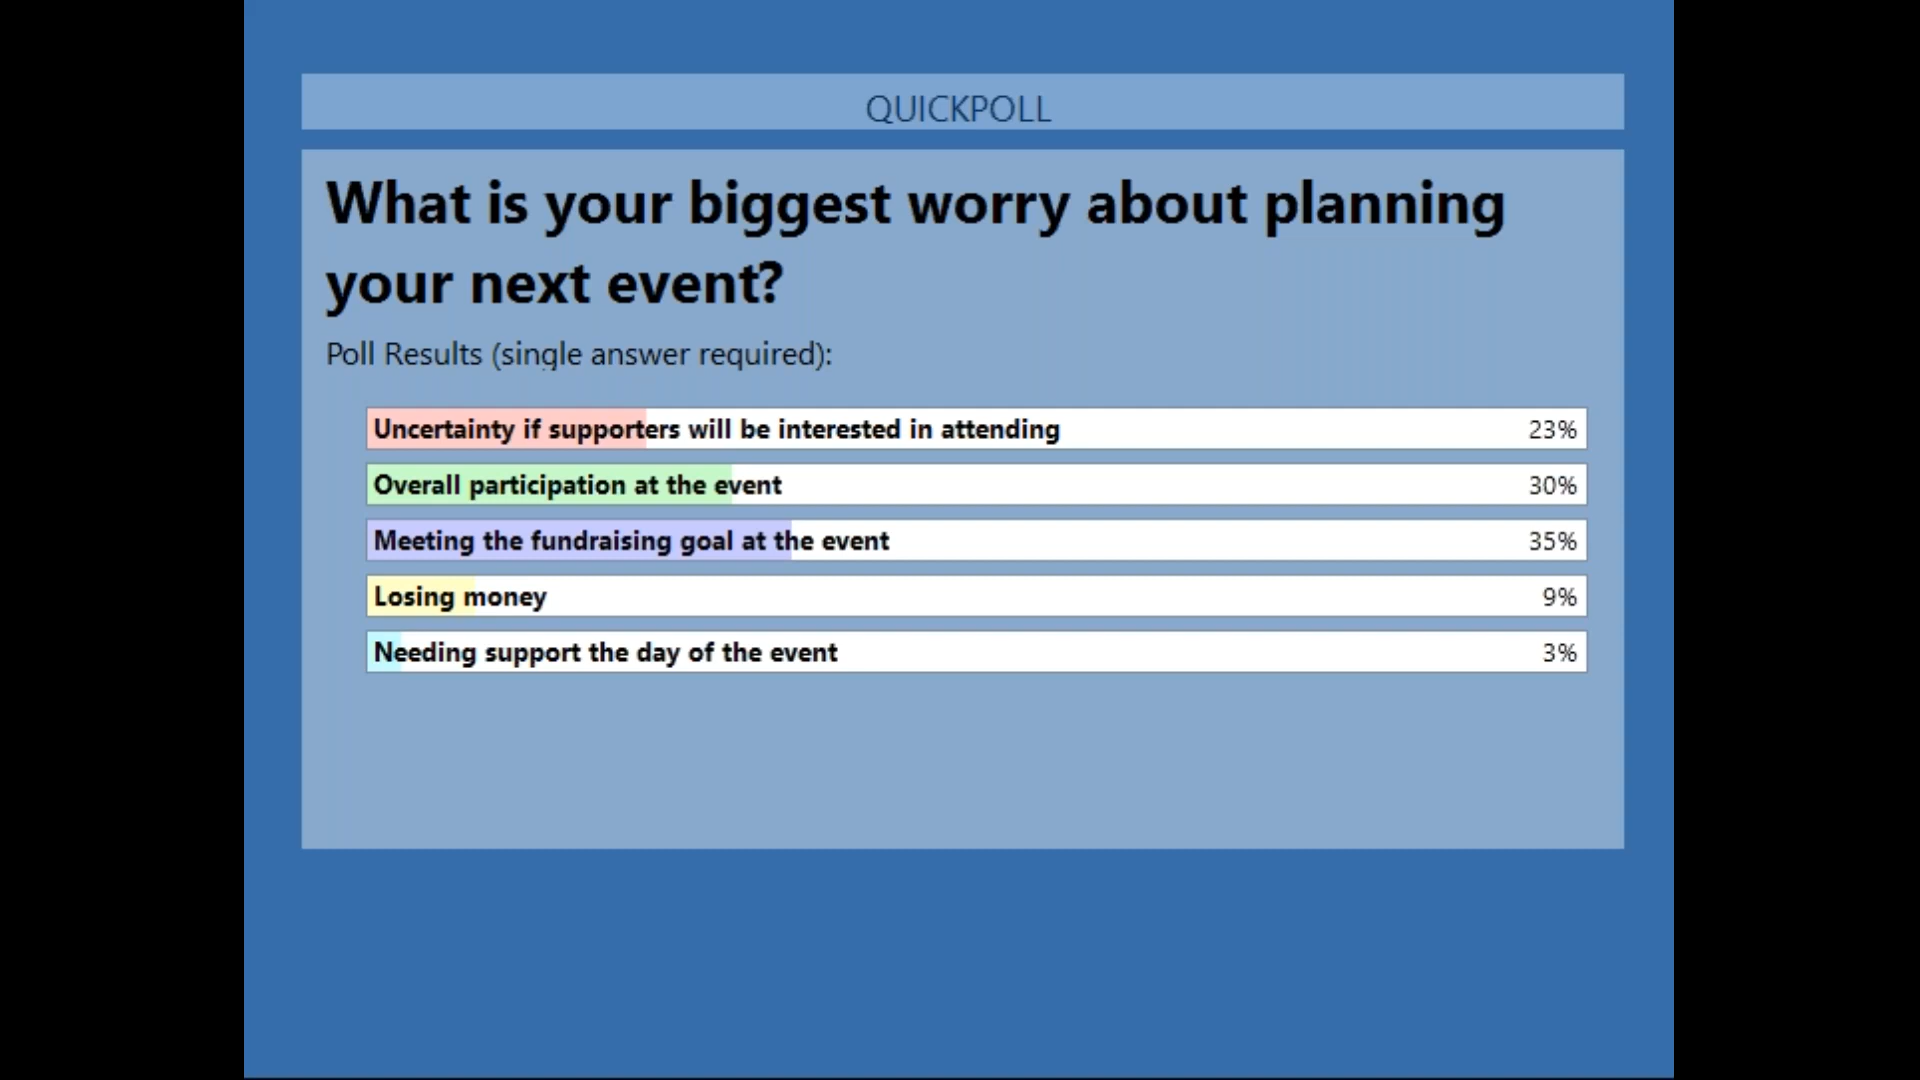 QUICKPOLL
What is your biggest worry about planning
your next event?
Poll Results (single answer required):
Uncertainty if supporters will be interested in attending 23%
Overall participation at the event 30%
Meeting the fundraising goal at the event 35%
Losing money 9%
Needing support the day of the event 3%